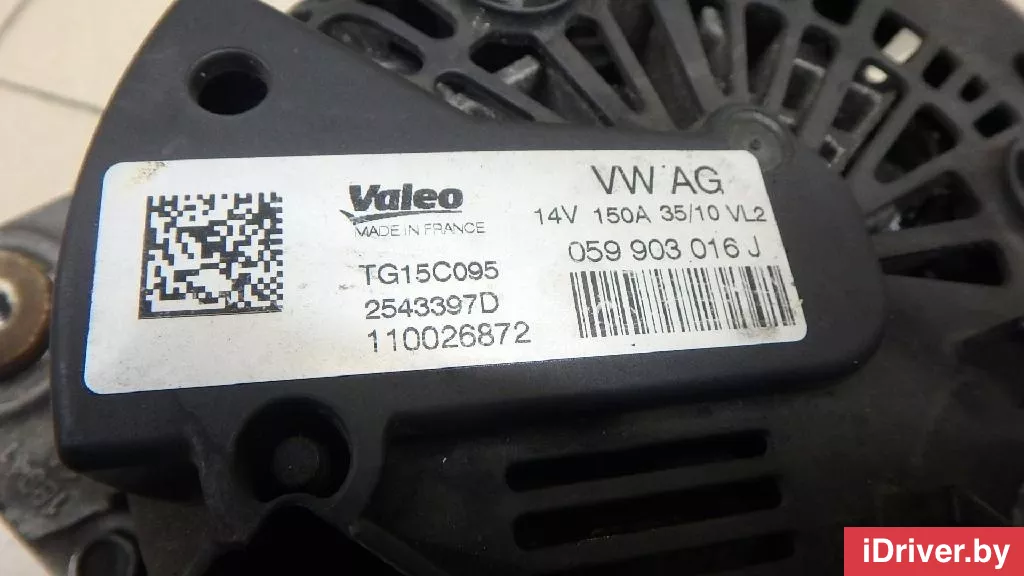 Valeo
MADE IN FRANCE
TG15C095
2543397D
110026872
VW AG
14V 150A 35/10 VL2
059 903 016 J
iDriver.by